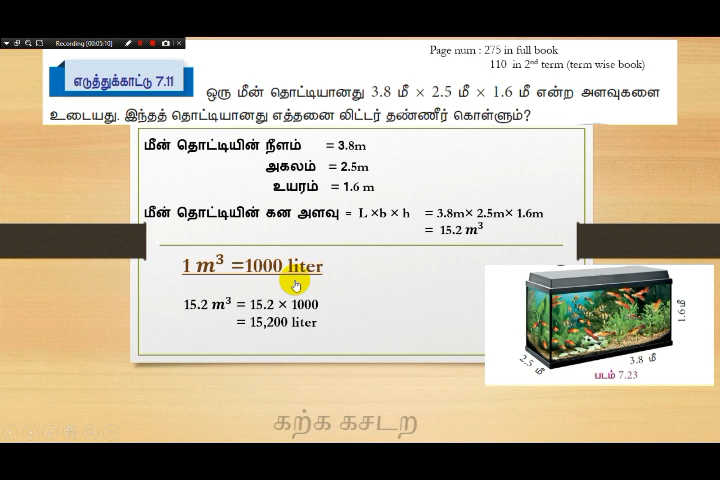 Recording [00:05:10]
Page num : 275 in full book
110 in 2nd term (term wise book)
எடுத்துக்காட்டு 7.11
ஒரு மீன் தொட்டியானது 3.8 மீ × 2.5 மீ × 1.6 மீ என்ற அளவுகளை
உடையது. இந்தத் தொட்டியானது எத்தனை லிட்டர் தண்ணீர் கொள்ளும்?
மீன் தொட்டியின் நீளம் = 3.8m
அகலம் = 2.5m
உயரம் = 1.6 m
மீன் தொட்டியின் கன அளவு = L ×b × h = 3.8m× 2.5m× 1.6m
= 15.2 m³
1 m³ =1000 liter
15.2 m³ = 15.2 × 1000
= 15,200 liter
1.6 மீ
2.5 மீ
3.8 மீ
படம் 7.23
கற்க கசடற